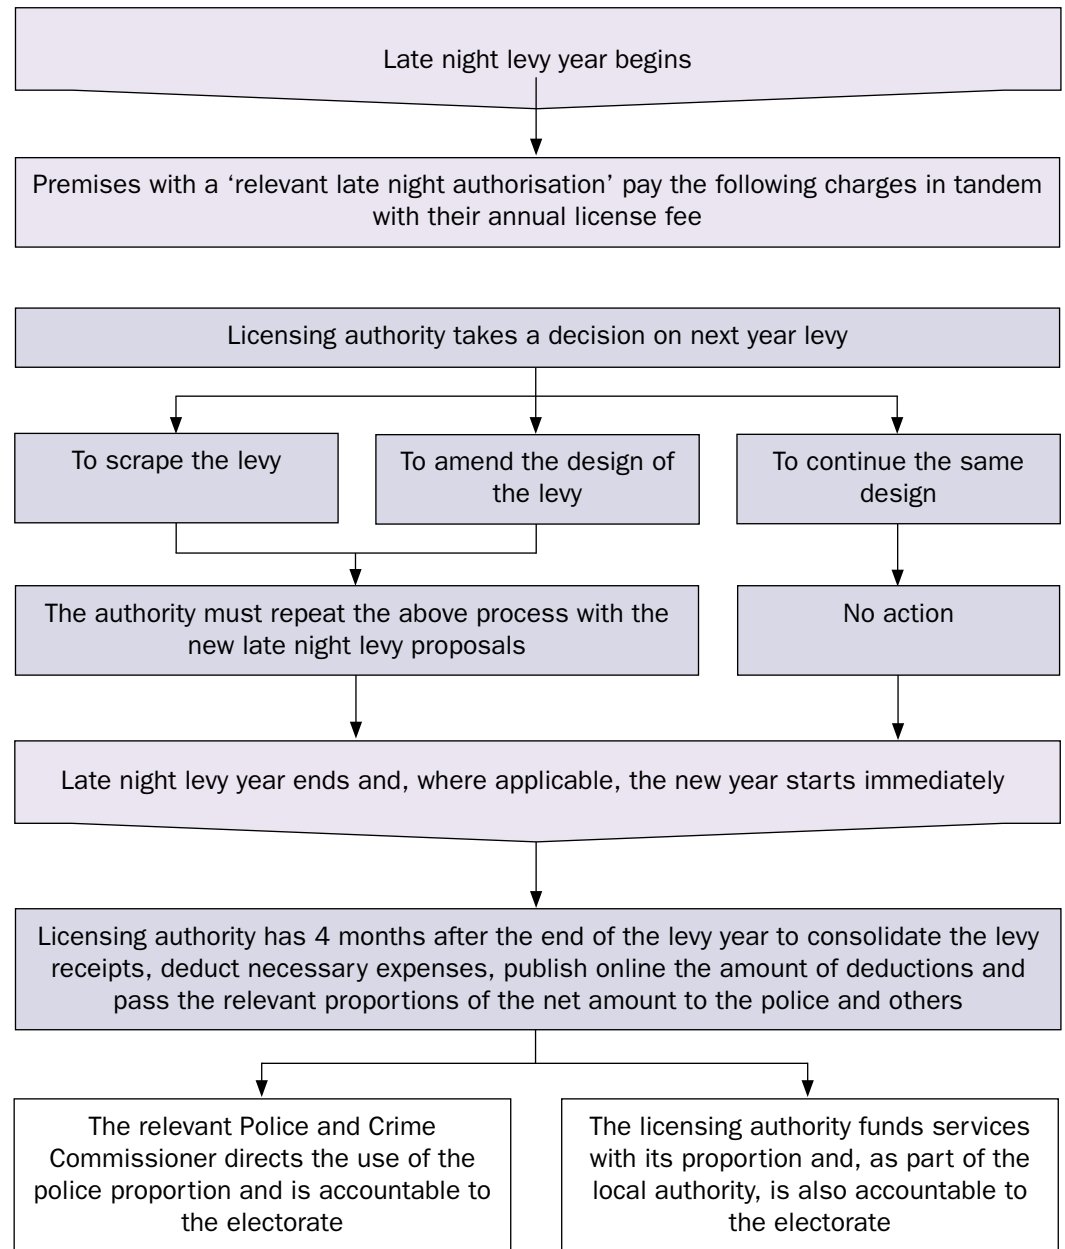 Late night levy year begins
Premises with a ‘relevant late night authorisation’ pay the following charges in tandem
with their annual license fee
Licensing authority takes a decision on next year levy
To scrape the levy
To amend the design of
the levy
To continue the same
design
The authority must repeat the above process with the
new late night levy proposals
No action
Late night levy year ends and, where applicable, the new year starts immediately
Licensing authority has 4 months after the end of the levy year to consolidate the levy
receipts, deduct necessary expenses, publish online the amount of deductions and
pass the relevant proportions of the net amount to the police and others
The relevant Police and Crime
Commissioner directs the use of the
police proportion and is accountable to
the electorate
The licensing authority funds services
with its proportion and, as part of the
local authority, is also accountable to
the electorate